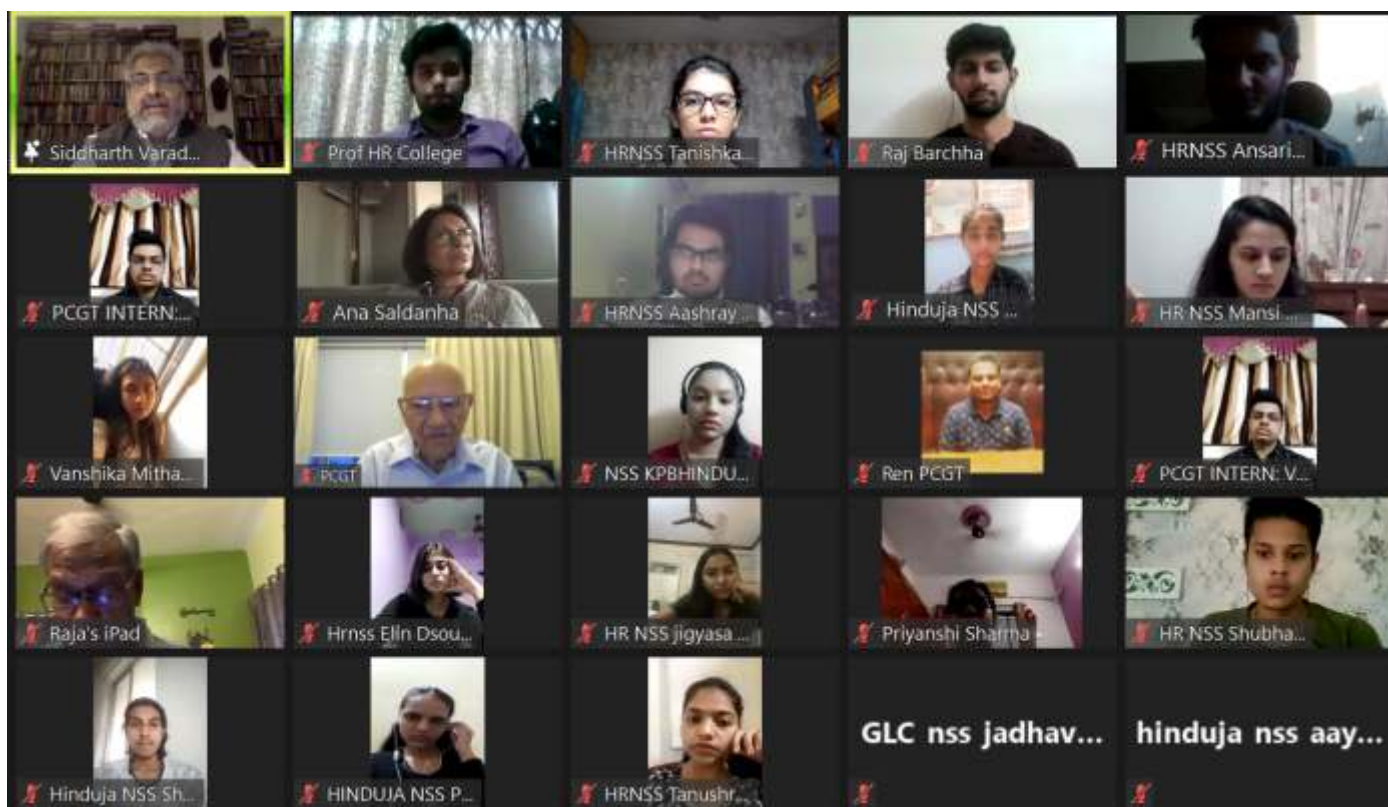 Siddharth Varad...
Prof HR College
HRNSS Tanishka...
Raj Barchha
HRNSS Ansari...
PCGT INTERN:...
Ana Saldanha
HRNSS Aashray ...
Hinduja NSS ...
HR NSS Mansi ...
Vanshika Mitha...
PCGT
NSS KPBHINDU...
Ren PCGT
PCGT INTERN: V...
Raja's iPad
Hrnss Elin Dsou...
HR NSS jigyasa ...
Priyanshi Sharma
HR NSS Shubha...
GLC nss jadhav...
hinduja nss aay...
Hinduja NSS Sh...
HINDUJA NSS P...
HRNSS Tanushr...